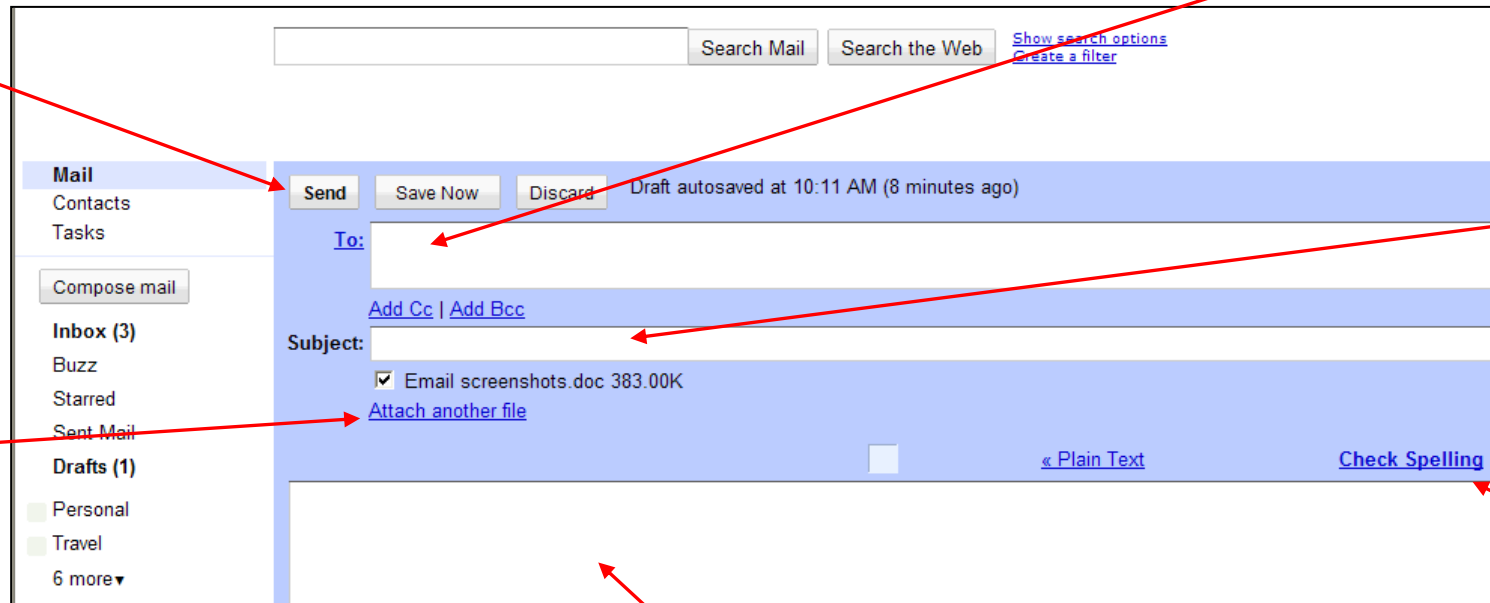 Search Mail Search the Web Show search options
Create a filter
Mail
Contacts
Tasks
Compose mail
Inbox (3)
Buzz
Starred
Sent Mail
Drafts (1)
Personal
Travel
6 more▾
Send Save Now Discard Draft autosaved at 10:11 AM (8 minutes ago)
To:
Add Cc | Add Bcc
Subject:
Email screenshots.doc 383.00K
Attach another file
« Plain Text Check Spelling